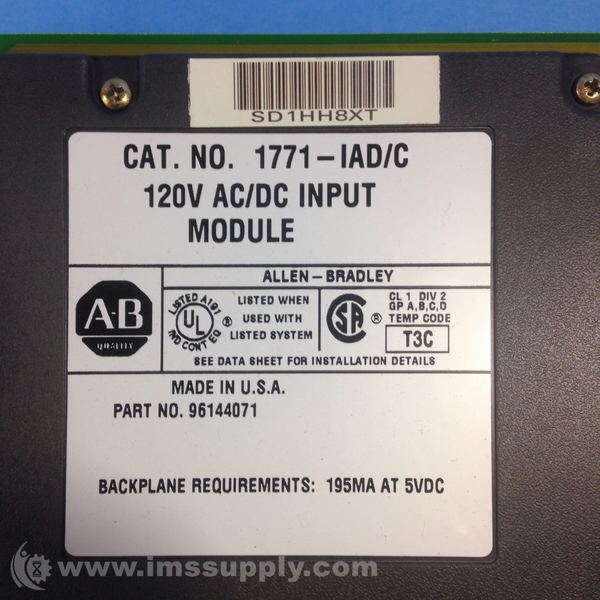 SD1HH8XT
CAT. NO. 1771-IAD/C
120V AC/DC INPUT
MODULE
ALLEN-BRADLEY
A-B
QUALITY
LISTED A191
UL
IND CONT EQ
®
LISTED WHEN
USED WITH
LISTED SYSTEM
SA
®
CL 1 DIV 2
GP A,B,C,D
TEMP CODE
T3C
SEE DATA SHEET FOR INSTALLATION DETAILS
MADE IN U.S.A.
PART NO. 96144071
BACKPLANE REQUIREMENTS: 195MA AT 5VDC
www.imssupply.com